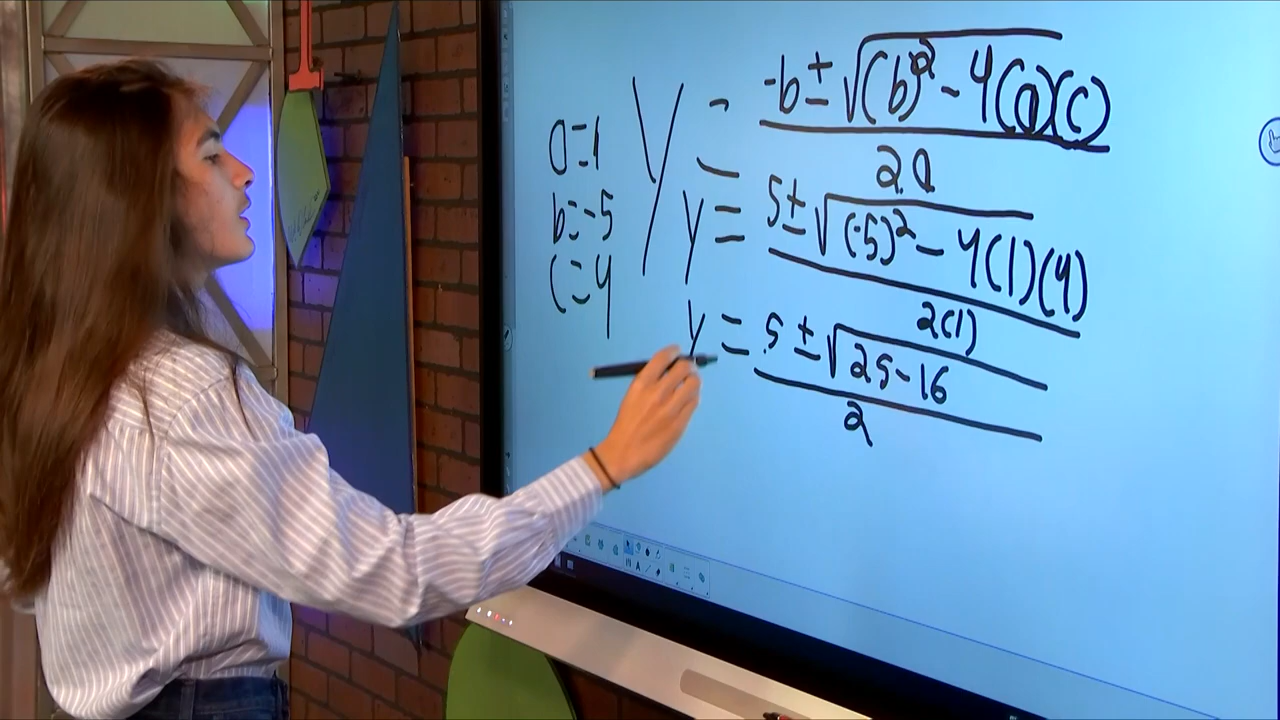 a=1
b=-5
c=4
y = -b±√(b)²-4(a)(c)
2a
y = 5±√(-5)²-4(1)(4)
2(1)
y = 5±√25-16
2